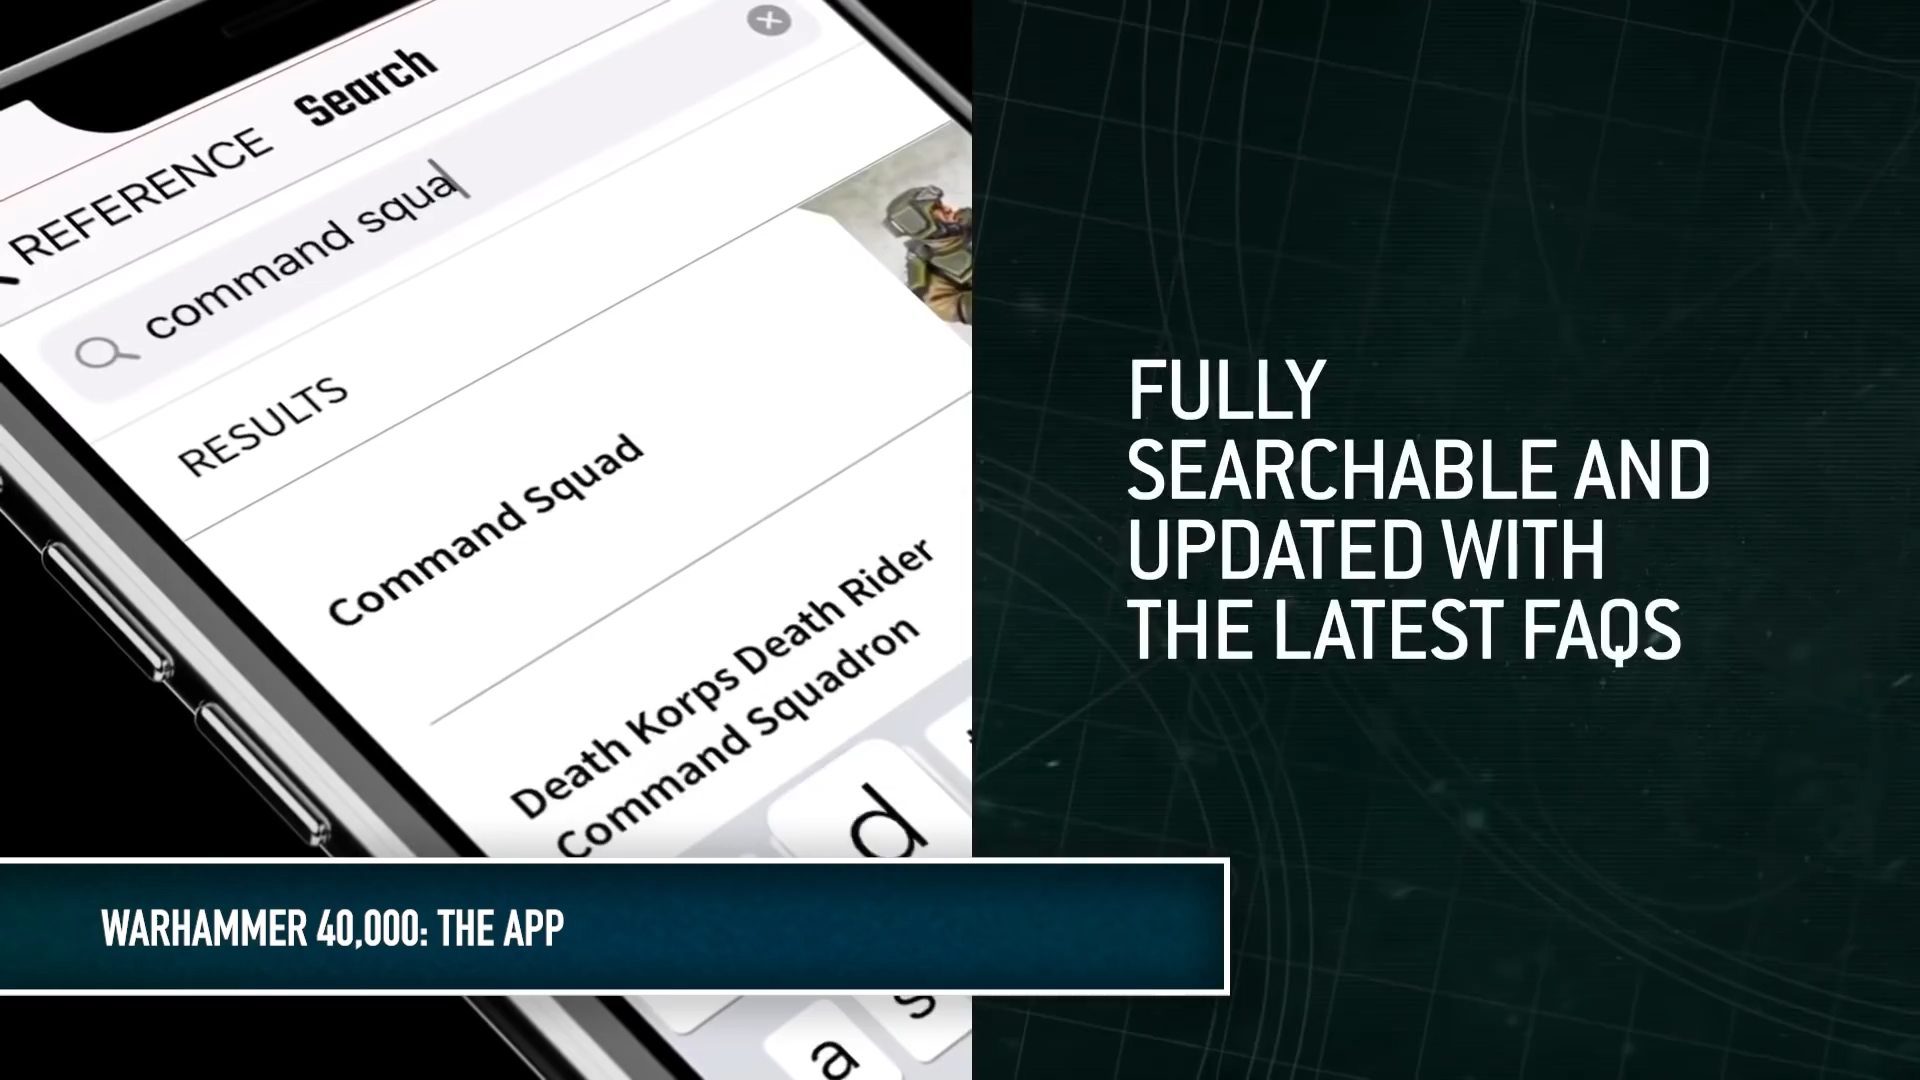 REFERENCE
Search
command squa
RESULTS
Command Squad
Death Korps Death Rider
Command Squadron
d
s
a
FULLY
SEARCHABLE AND
UPDATED WITH
THE LATEST FAQS
WARHAMMER 40,000: THE APP